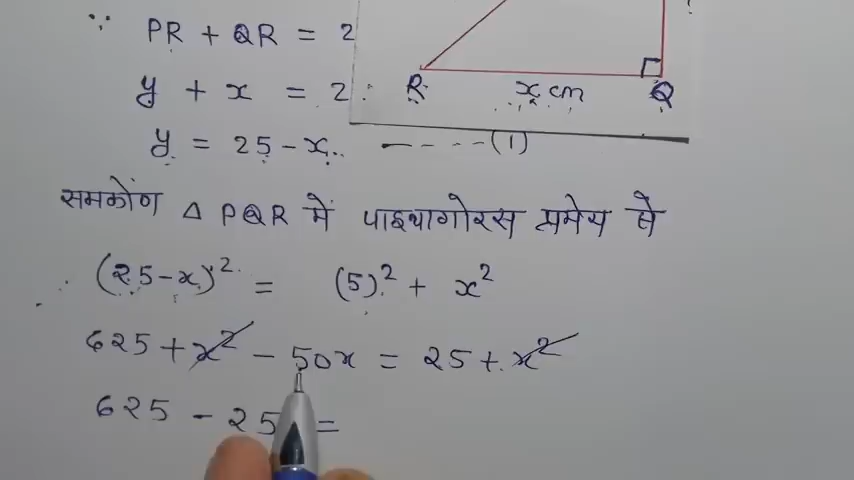 ∵ PR + QR = 2
y + x = 2
y = 25 - x. ----(1)
R x cm Q
समकोण Δ PQR में पाइथागोरस प्रमेय से
(25-x)² = (5)² + x²
625 + x² - 50x = 25 + x²
625 - 25 =